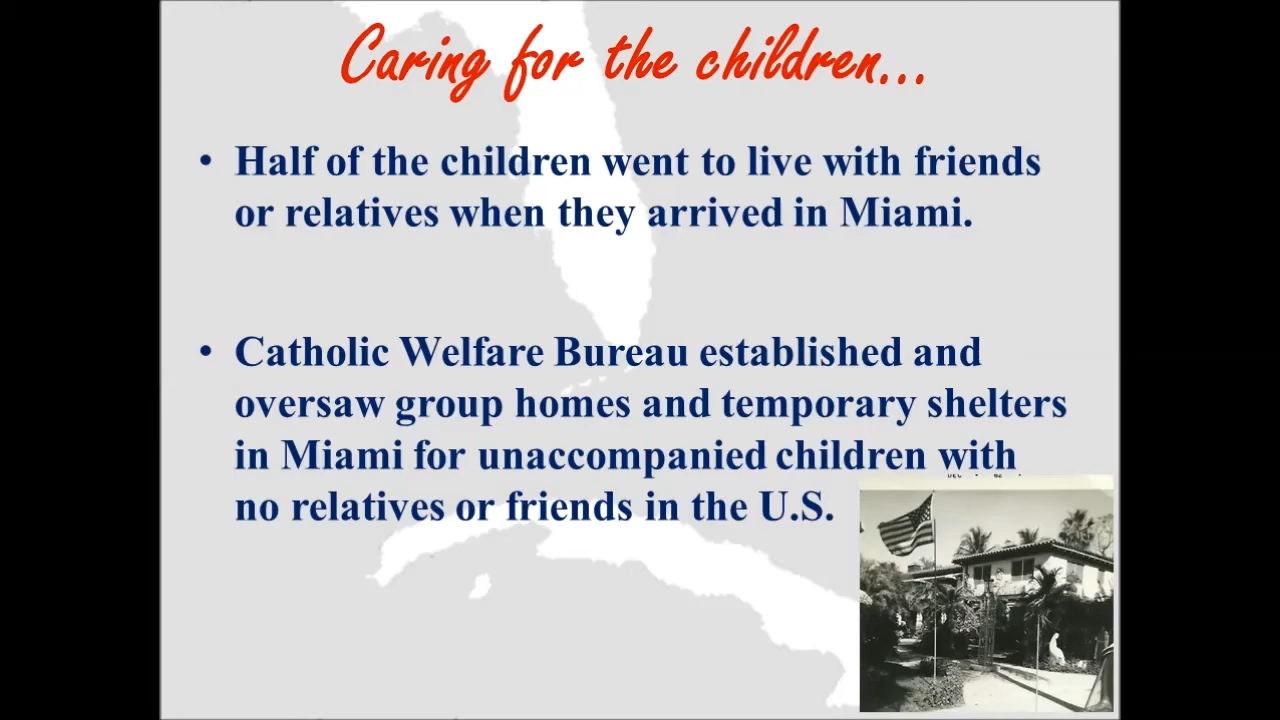 Caring for the children...
• Half of the children went to live with friends
or relatives when they arrived in Miami.
• Catholic Welfare Bureau established and
oversaw group homes and temporary shelters
in Miami for unaccompanied children with
no relatives or friends in the U.S.
DEC • 62